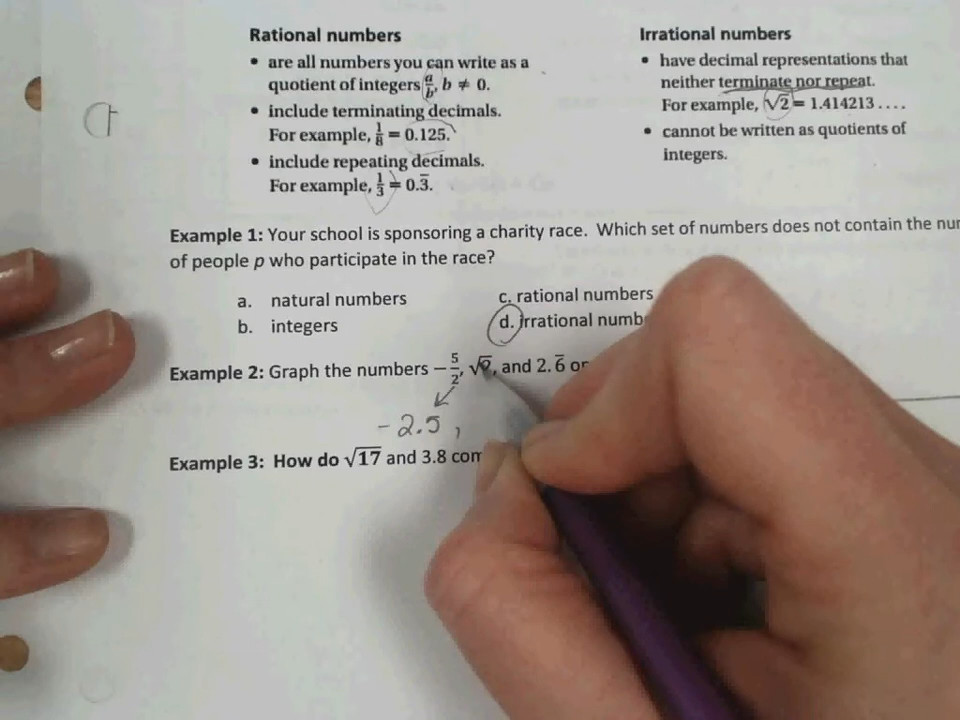 Rational numbers
• are all numbers you can write as a
quotient of integers a/b, b ≠ 0.
• include terminating decimals.
For example, 1/8 = 0.125.
• include repeating decimals.
For example, 1/3 = 0.3̅.
Irrational numbers
• have decimal representations that
neither terminate nor repeat.
For example, √2 = 1.414213 . . . .
• cannot be written as quotients of
integers.
Example 1: Your school is sponsoring a charity race. Which set of numbers does not contain the
of people p who participate in the race?
a. natural numbers
b. integers
c. rational numbers
d. irrational
Example 2: Graph the numbers −5/2, and 2.6̅
-2.5 ,
Example 3: How do √17 and 3.8